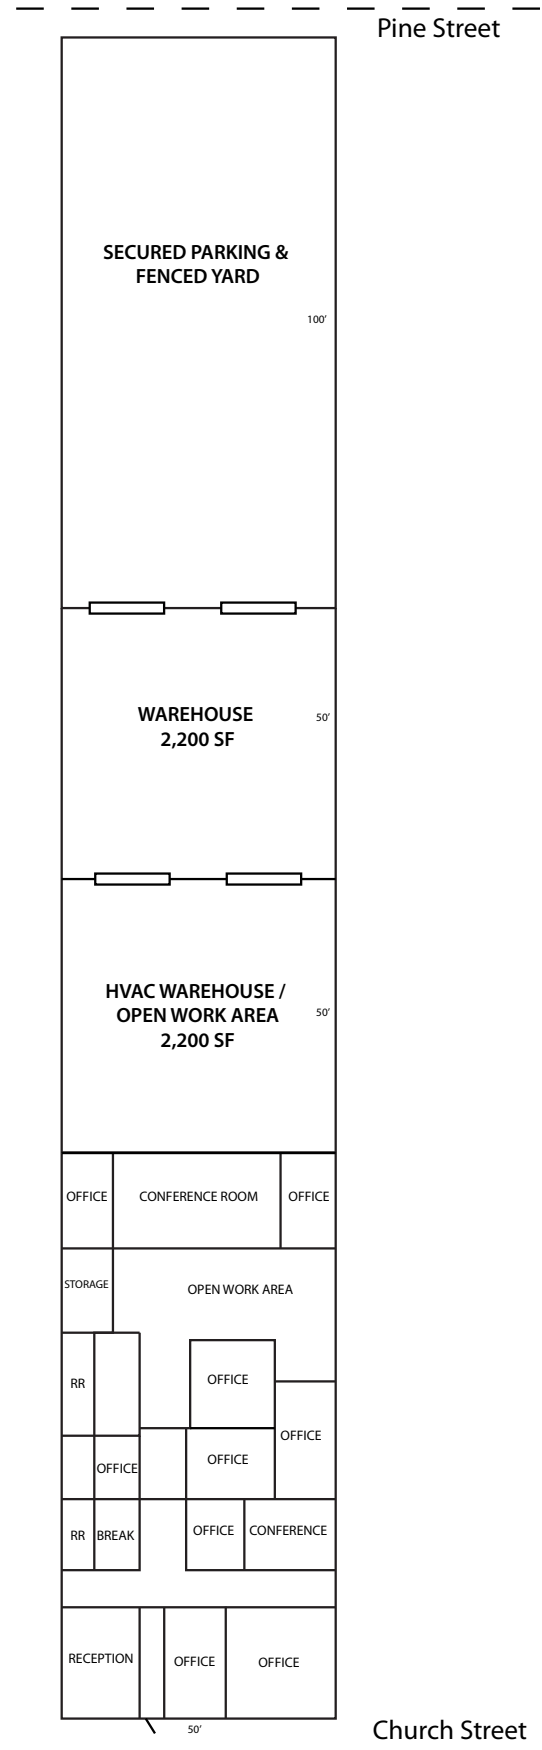 Pine Street
SECURED PARKING &
FENCED YARD
100'
WAREHOUSE
2,200 SF
50'
HVAC WAREHOUSE /
OPEN WORK AREA
2,200 SF
50'
OFFICE
CONFERENCE ROOM
OFFICE
STORAGE
OPEN WORK AREA
RR
OFFICE
OFFICE
OFFICE
OFFICE
RR
BREAK
OFFICE
CONFERENCE
RECEPTION
OFFICE
OFFICE
50'
Church Street